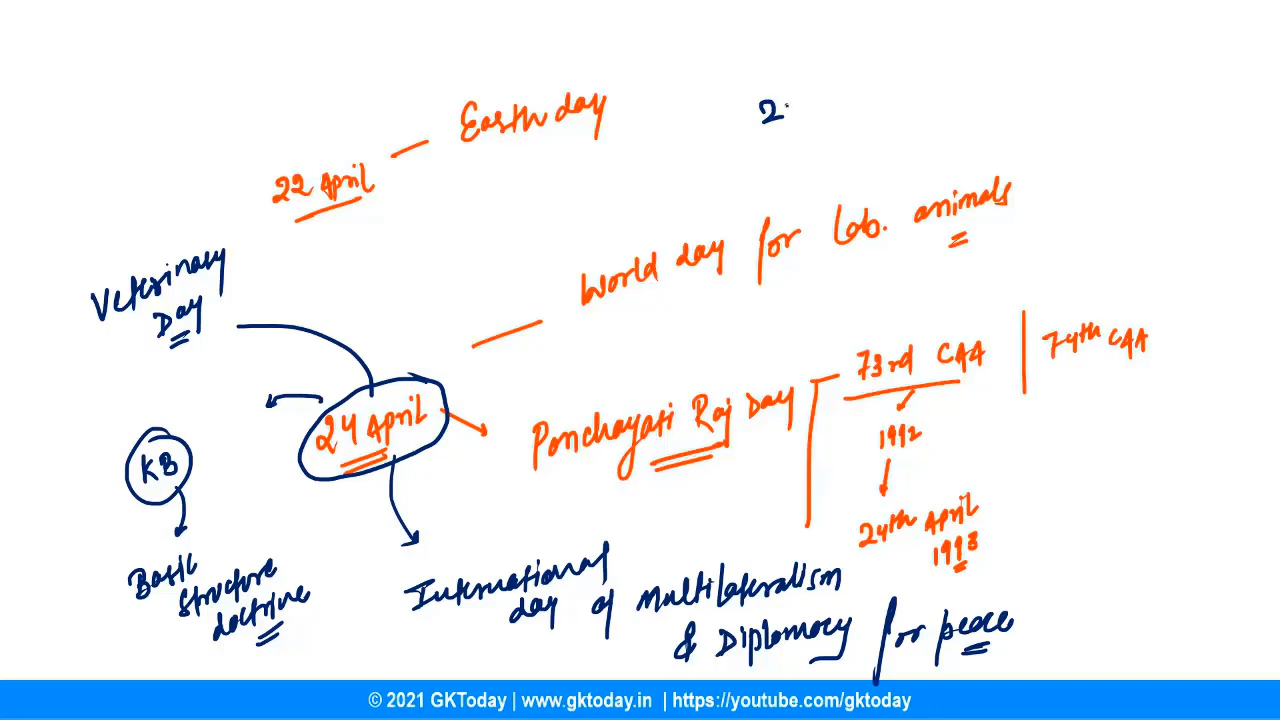 2
Earth day
22 April
World day for Lab. animals
Veterinary
Day
73rd CAA
74th CAA
24 April
Panchayati Raj Day
1992
KB
24th April
1993
Basic
Structure
doctrine
International
day of Multilateralism
& Diplomacy for peace
© 2021 GKToday | www.gktoday.in | https://youtube.com/gktoday